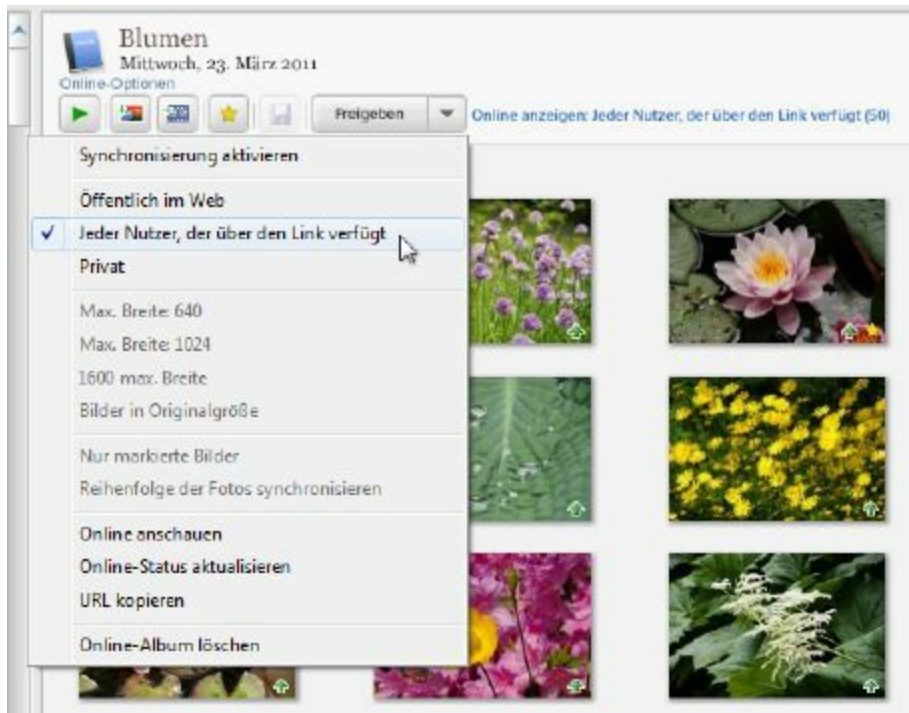 Blumen
Mittwoch, 23. März 2011
Online-Optionen
Freigeben
Online anzeigen: Jeder Nutzer, der über den Link verfügt (50)
Synchronisierung aktivieren
Öffentlich im Web
Jeder Nutzer, der über den Link verfügt
Privat
Max. Breite: 640
Max. Breite: 1024
1600 max. Breite
Bilder in Originalgröße
Nur markierte Bilder
Reihenfolge der Fotos synchronisieren
Online anschauen
Online-Status aktualisieren
URL kopieren
Online-Album löschen